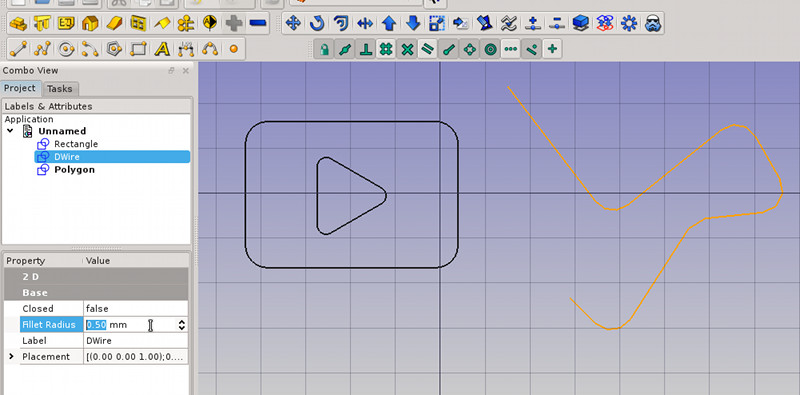 Combo View
Project Tasks
Labels & Attributes
Application
Unnamed
Rectangle
DWire
Polygon
Property Value
2 D
Base
Closed false
Fillet Radius 0.50 mm
Label DWire
Placement [(0.00 0.00 1.00);0....